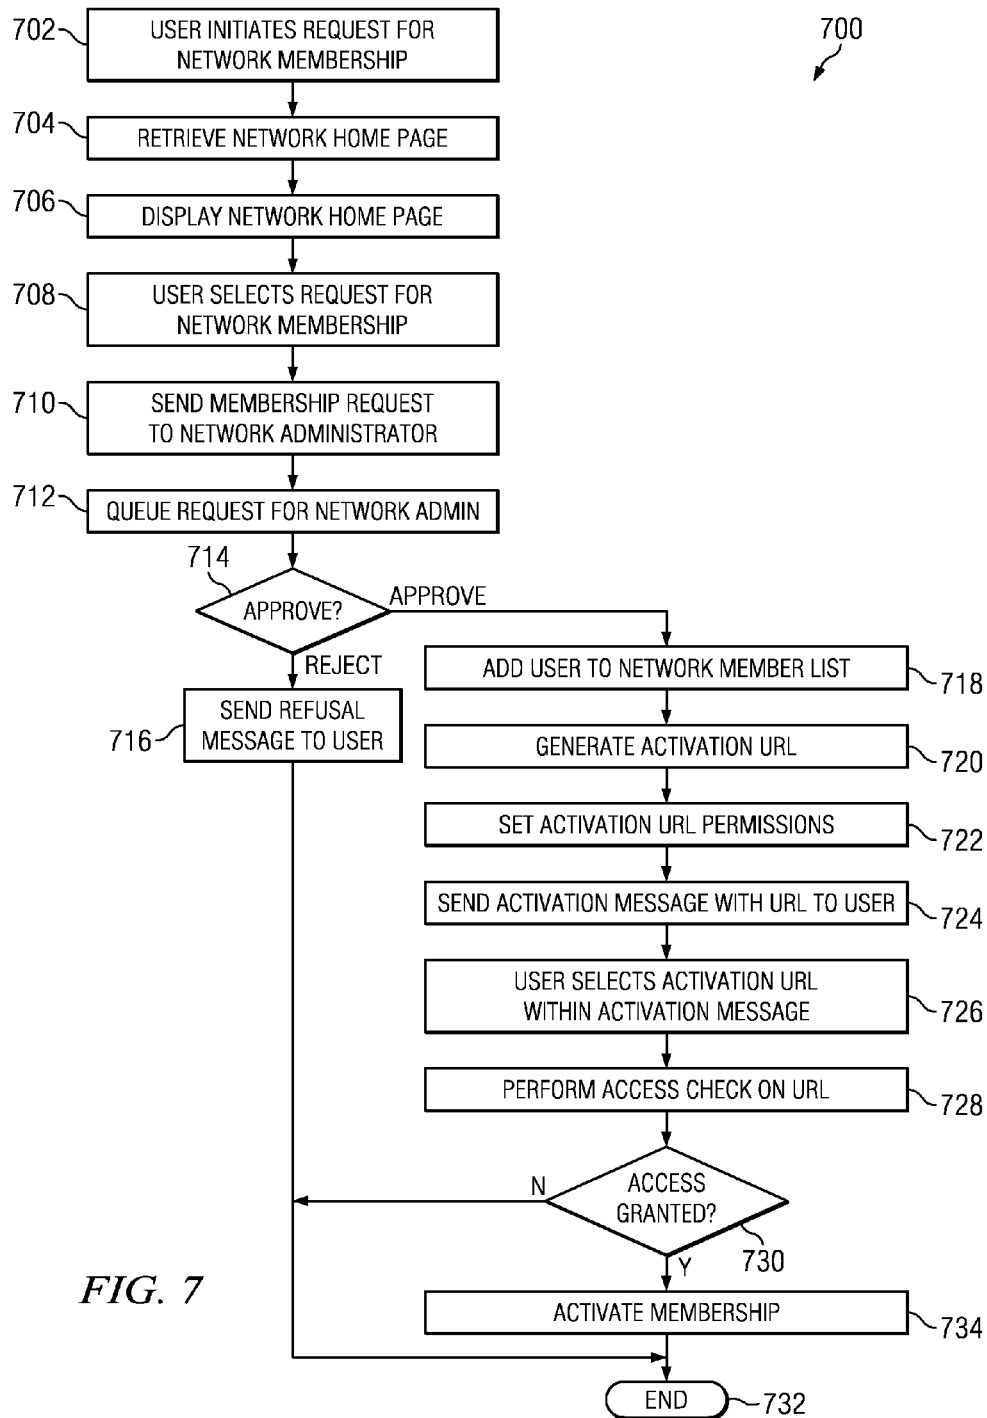 702
USER INITIATES REQUEST FOR
NETWORK MEMBERSHIP
700
704
RETRIEVE NETWORK HOME PAGE
706
DISPLAY NETWORK HOME PAGE
708
USER SELECTS REQUEST FOR
NETWORK MEMBERSHIP
710
SEND MEMBERSHIP REQUEST
TO NETWORK ADMINISTRATOR
712
QUEUE REQUEST FOR NETWORK ADMIN
714
APPROVE?
APPROVE
REJECT
716
SEND REFUSAL
MESSAGE TO USER
ADD USER TO NETWORK MEMBER LIST
718
GENERATE ACTIVATION URL
720
SET ACTIVATION URL PERMISSIONS
722
SEND ACTIVATION MESSAGE WITH URL TO USER
724
USER SELECTS ACTIVATION URL
WITHIN ACTIVATION MESSAGE
726
PERFORM ACCESS CHECK ON URL
728
N
ACCESS
GRANTED?
730
Y
FIG. 7
ACTIVATE MEMBERSHIP
734
END
732